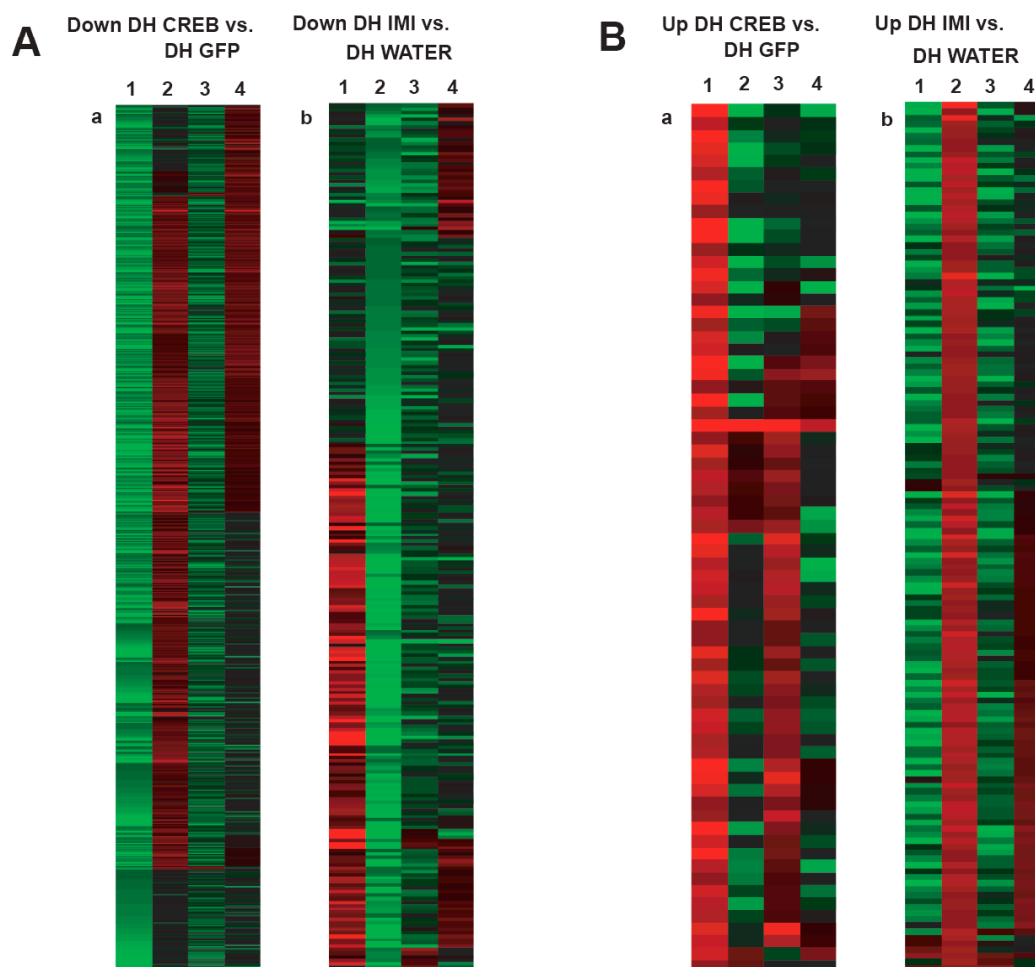 A
Down DH CREB vs.
DH GFP
1 2 3 4
a
Down DH IMI vs.
DH WATER
1 2 3 4
b
B
Up DH CREB vs.
DH GFP
1 2 3 4
a
Up DH IMI vs.
DH WATER
1 2 3 4
b